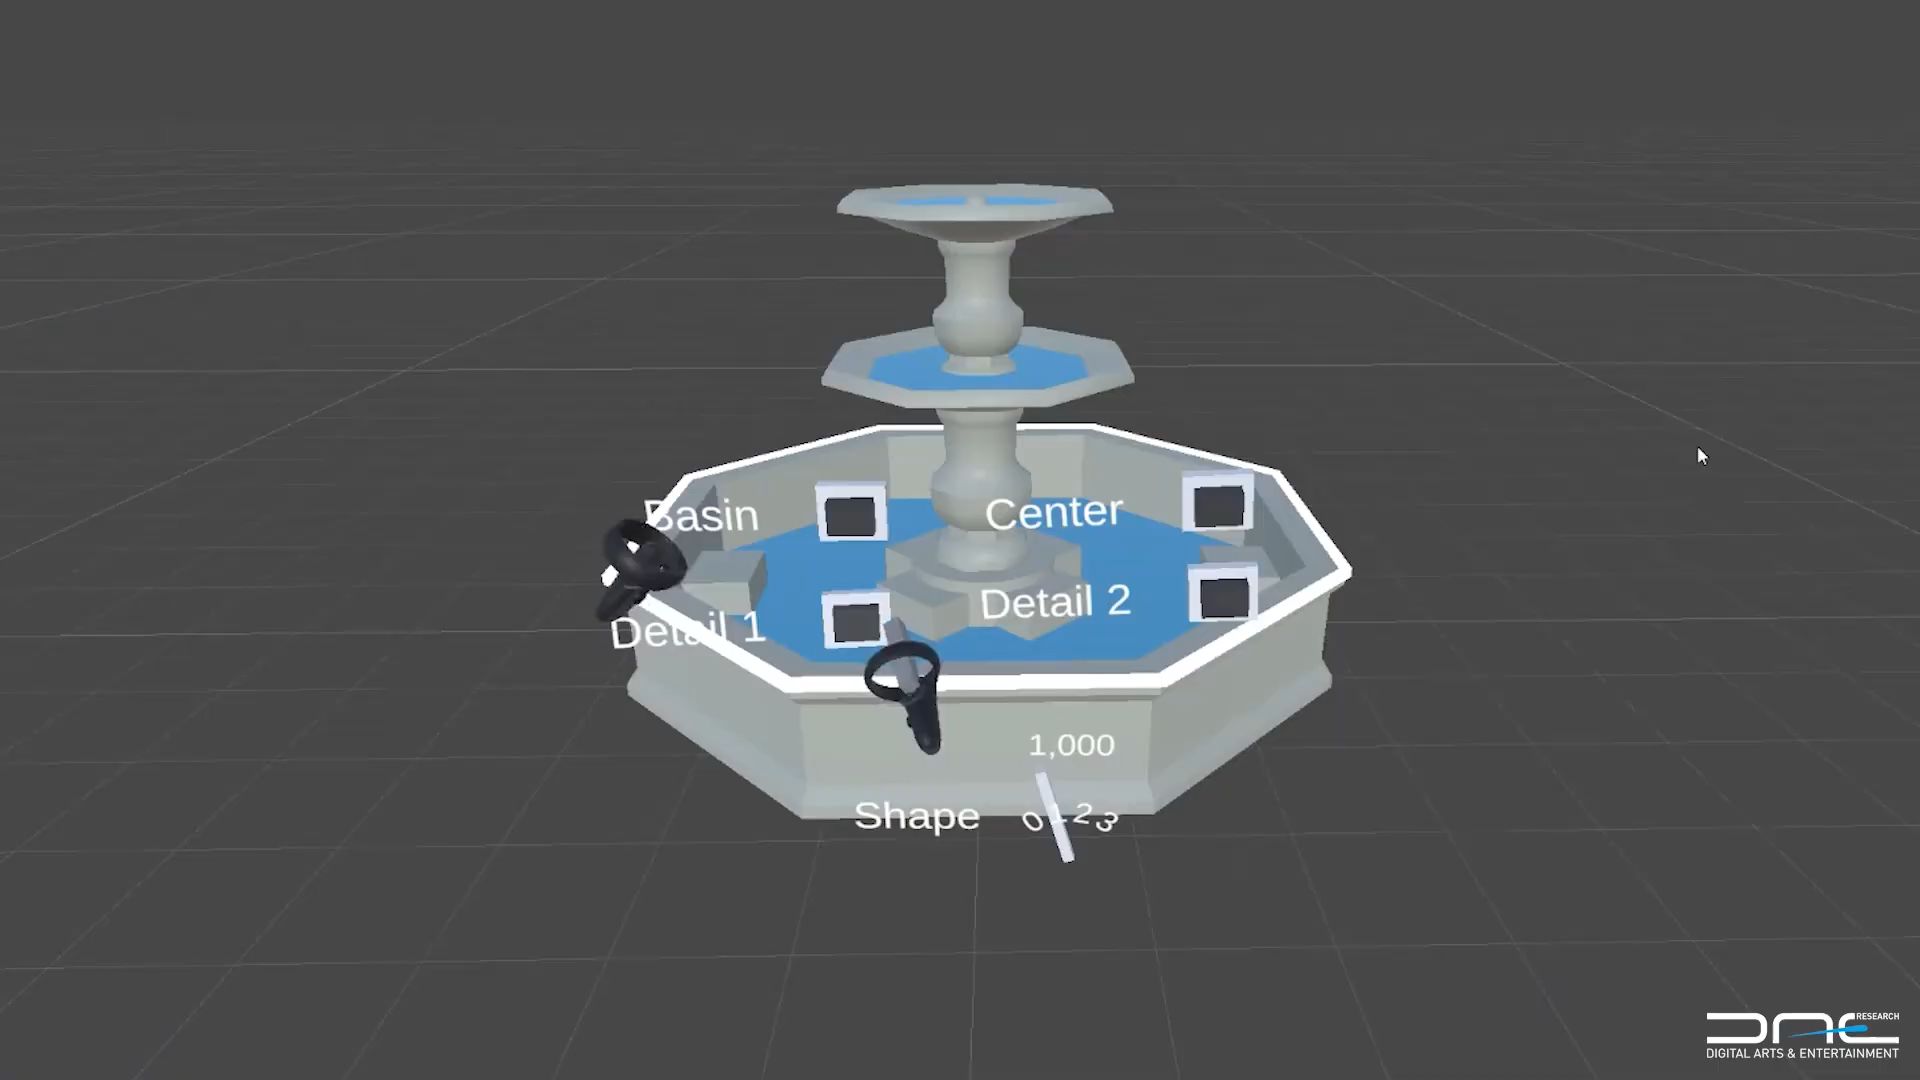 Basin
Center
Detail 1
Detail 2
1,000
Shape
0 1 2 3
RESEARCH
DIGITAL ARTS & ENTERTAINMENT